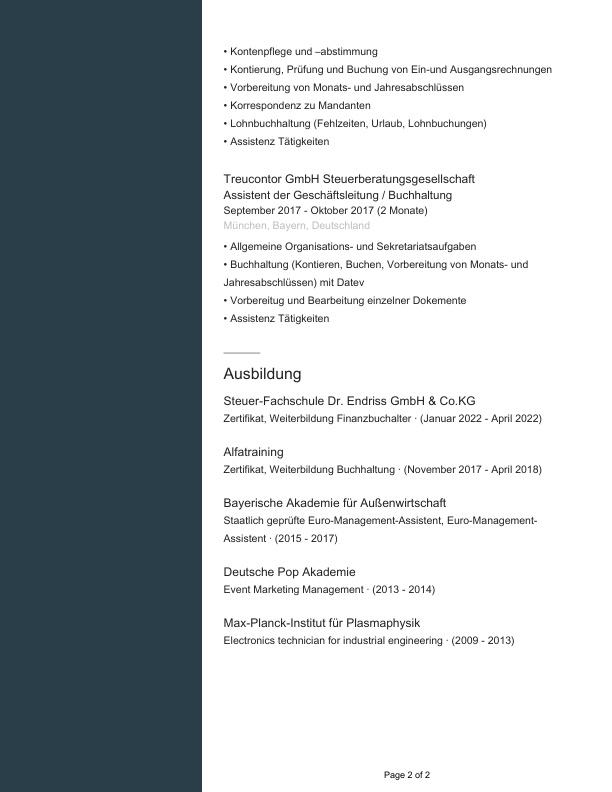 • Kontenpflege und –abstimmung
• Kontierung, Prüfung und Buchung von Ein-und Ausgangsrechnungen
• Vorbereitung von Monats- und Jahresabschlüssen
• Korrespondenz zu Mandanten
• Lohnbuchhaltung (Fehlzeiten, Urlaub, Lohnbuchungen)
• Assistenz Tätigkeiten
Treucontor GmbH Steuerberatungsgesellschaft
Assistent der Geschäftsleitung / Buchhaltung
September 2017 - Oktober 2017 (2 Monate)
München, Bayern, Deutschland
• Allgemeine Organisations- und Sekretariatsaufgaben
• Buchhaltung (Kontieren, Buchen, Vorbereitung von Monats- und
Jahresabschlüssen) mit Datev
• Vorbereitug und Bearbeitung einzelner Dokemente
• Assistenz Tätigkeiten
Ausbildung
Steuer-Fachschule Dr. Endriss GmbH & Co.KG
Zertifikat, Weiterbildung Finanzbuchalter · (Januar 2022 - April 2022)
Alfatraining
Zertifikat, Weiterbildung Buchhaltung · (November 2017 - April 2018)
Bayerische Akademie für Außenwirtschaft
Staatlich geprüfte Euro-Management-Assistent, Euro-Management-
Assistent · (2015 - 2017)
Deutsche Pop Akademie
Event Marketing Management · (2013 - 2014)
Max-Planck-Institut für Plasmaphysik
Electronics technician for industrial engineering · (2009 - 2013)
Page 2 of 2